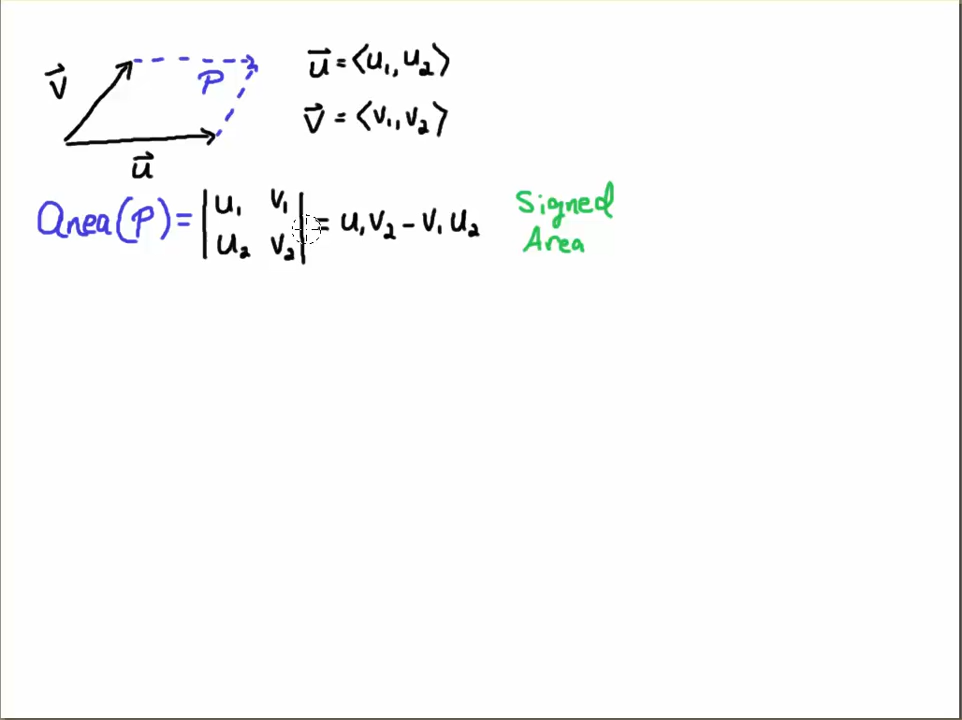 v⃗
P
u⃗ = ⟨u₁, u₂⟩
v⃗ = ⟨v₁, v₂⟩
u⃗
Area(P) = | u₁ v₁ | = u₁v₂ − v₁u₂
| u₂ v₂ |
Signed
Area